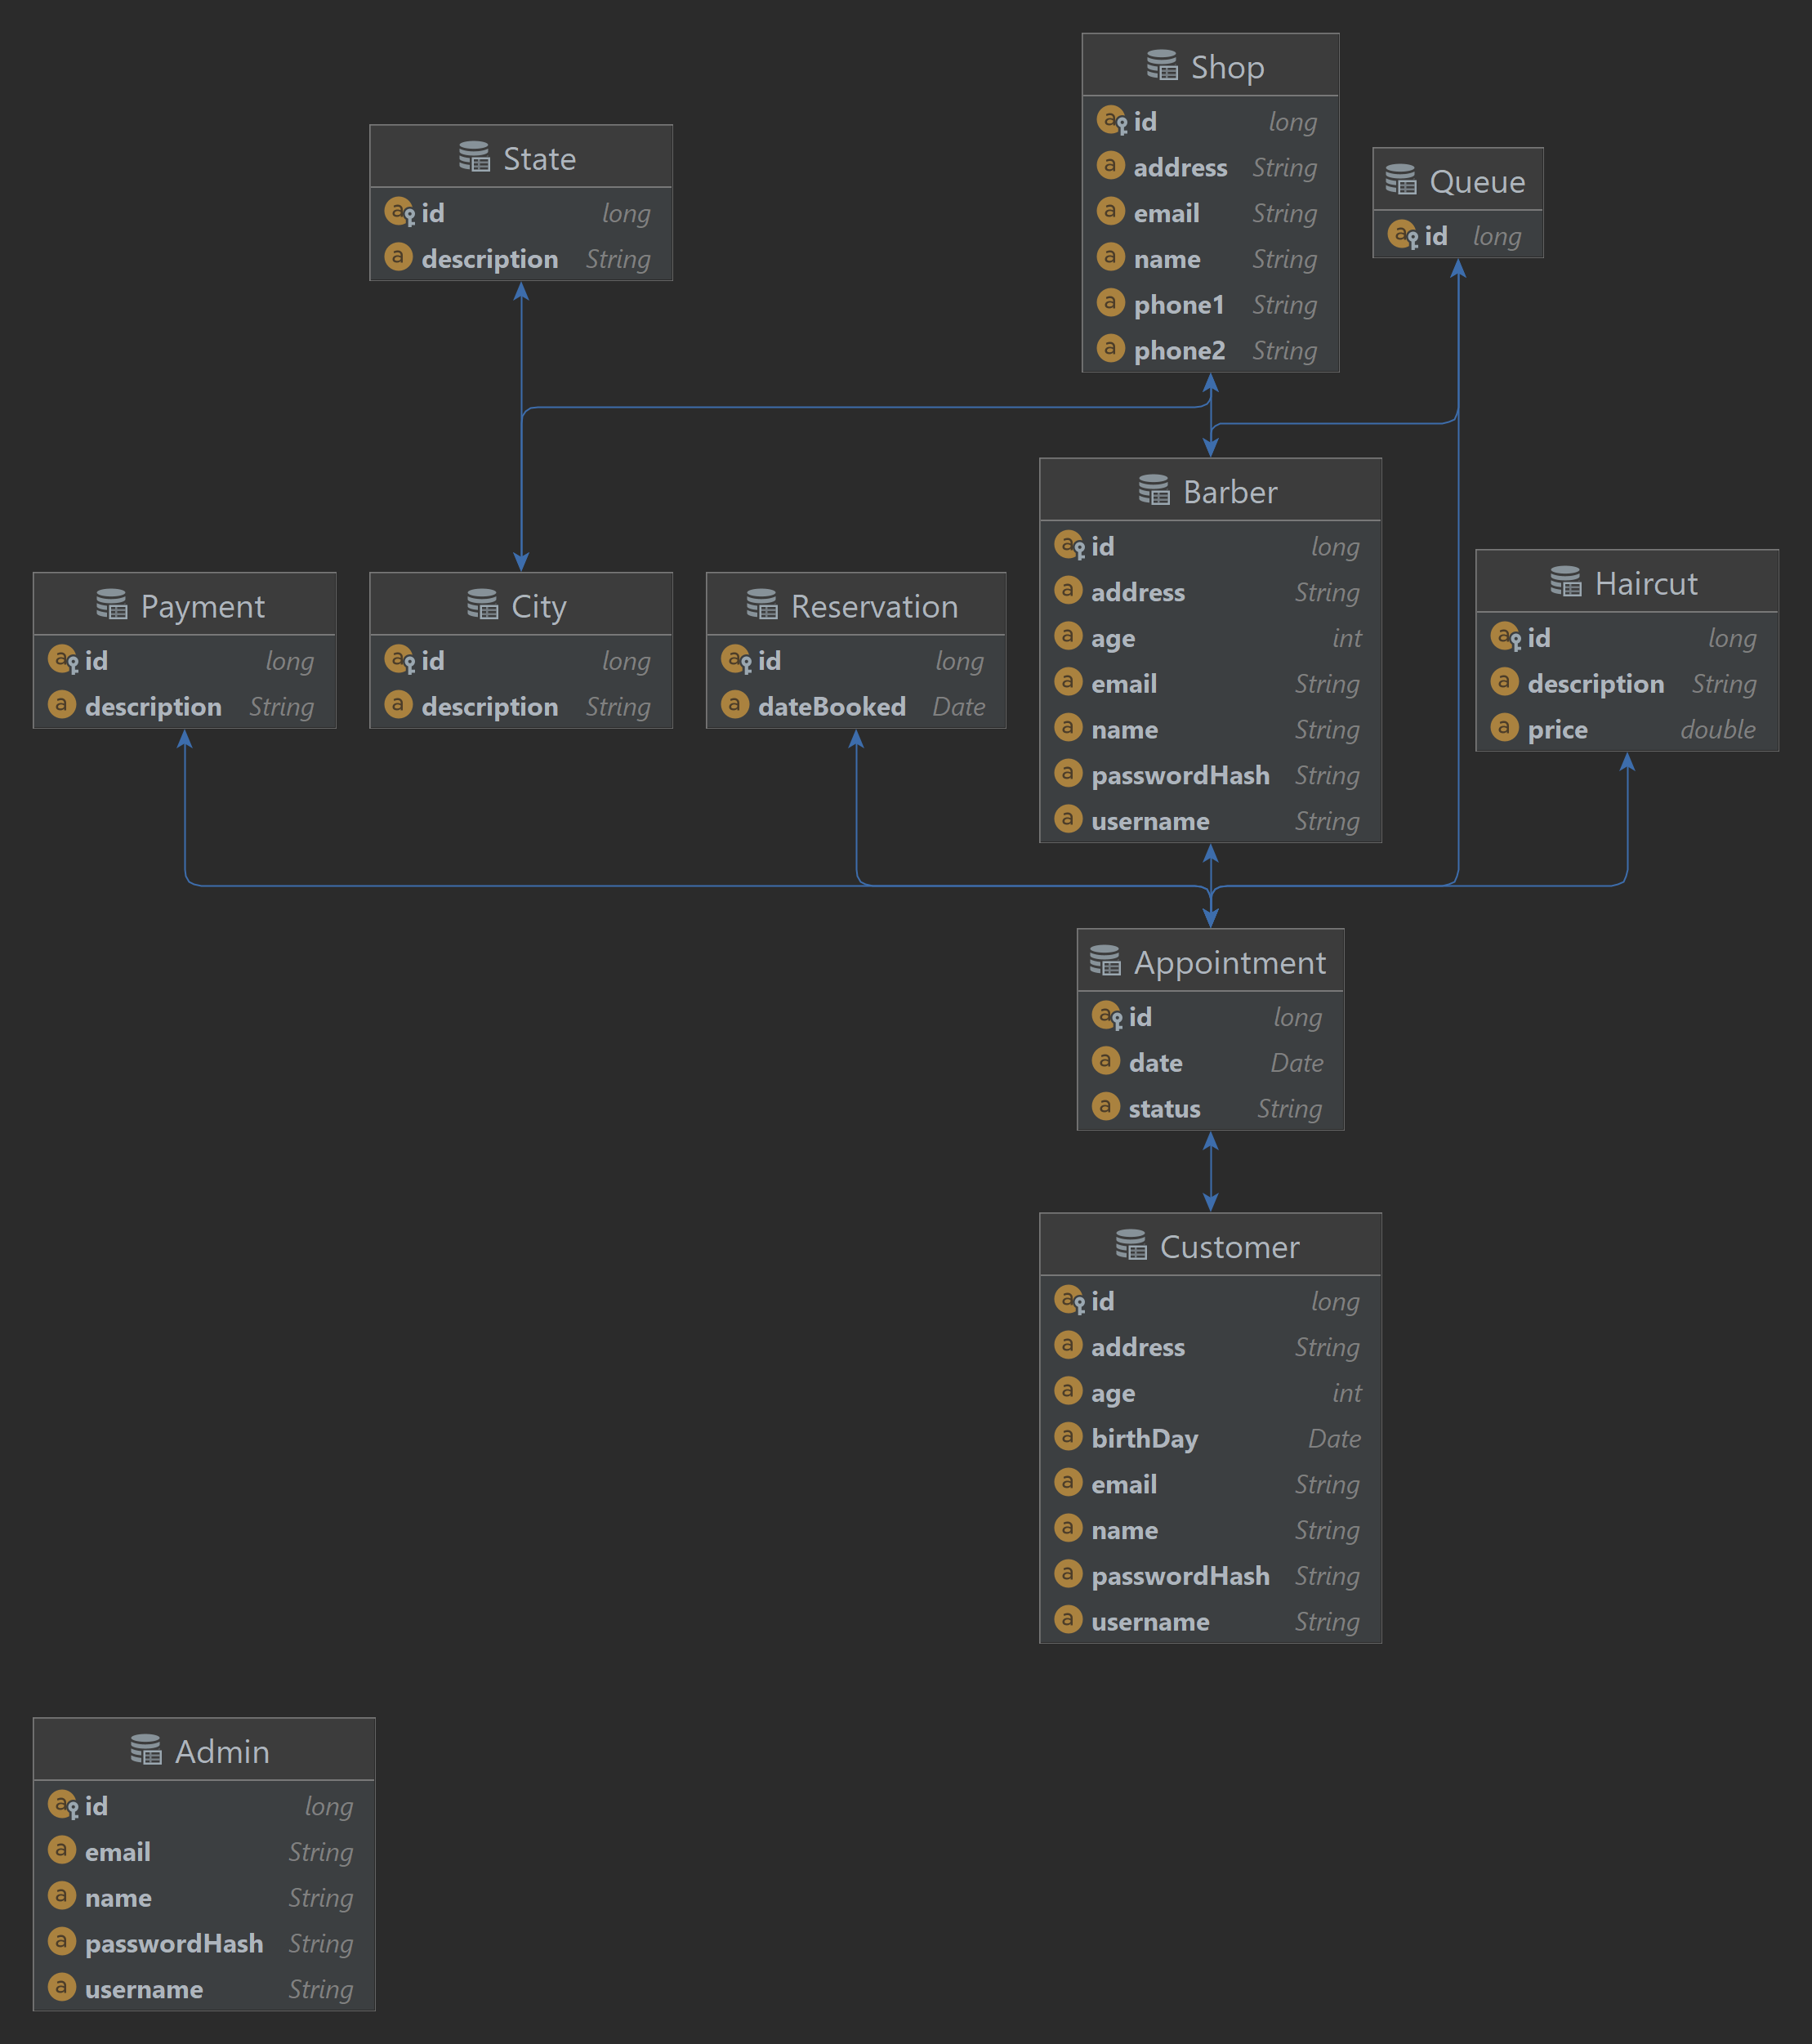 Shop
id long
address String
email String
name String
phone1 String
phone2 String
State
id long
description String
Queue
id long
Barber
id long
address String
age int
email String
name String
passwordHash String
username String
Payment
id long
description String
City
id long
description String
Reservation
id long
dateBooked Date
Haircut
id long
description String
price double
Appointment
id long
date Date
status String
Customer
id long
address String
age int
birthDay Date
email String
name String
passwordHash String
username String
Admin
id long
email String
name String
passwordHash String
username String